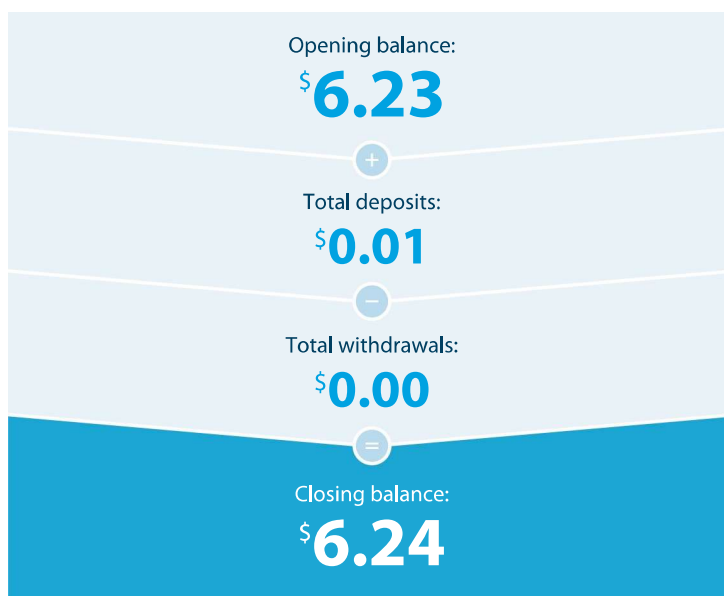 Opening balance:
$6.23
+
Total deposits:
$0.01
−
Total withdrawals:
$0.00
=
Closing balance:
$6.24